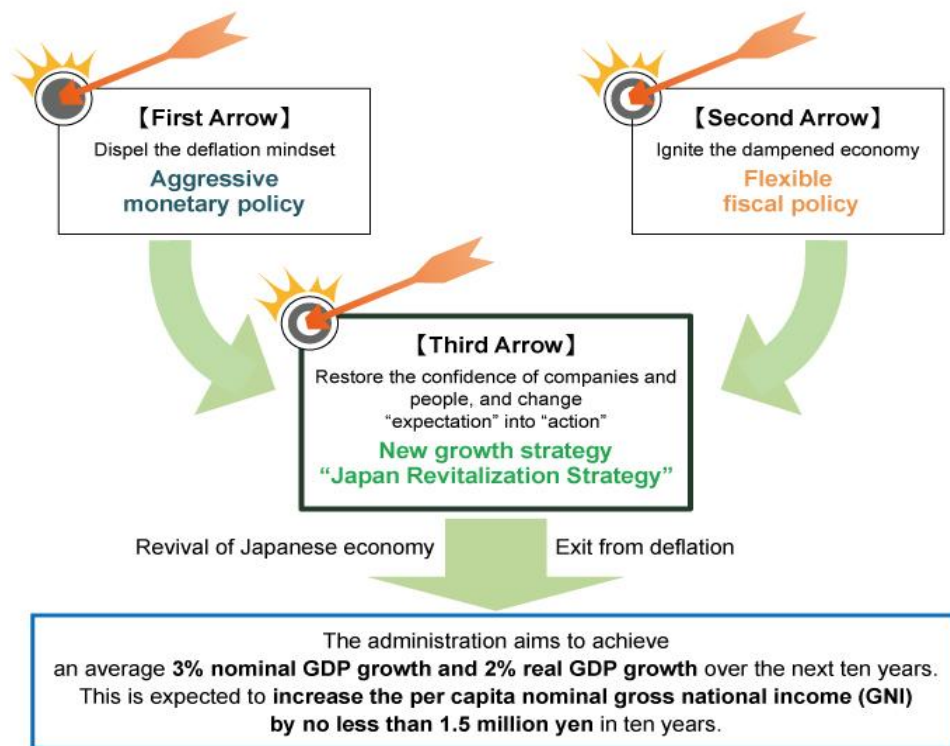 【First Arrow】
Dispel the deflation mindset
Aggressive
monetary policy
【Second Arrow】
Ignite the dampened economy
Flexible
fiscal policy
【Third Arrow】
Restore the confidence of companies and
people, and change
“expectation” into “action”
New growth strategy
“Japan Revitalization Strategy”
Revival of Japanese economy
Exit from deflation
The administration aims to achieve
an average 3% nominal GDP growth and 2% real GDP growth over the next ten years.
This is expected to increase the per capita nominal gross national income (GNI)
by no less than 1.5 million yen in ten years.